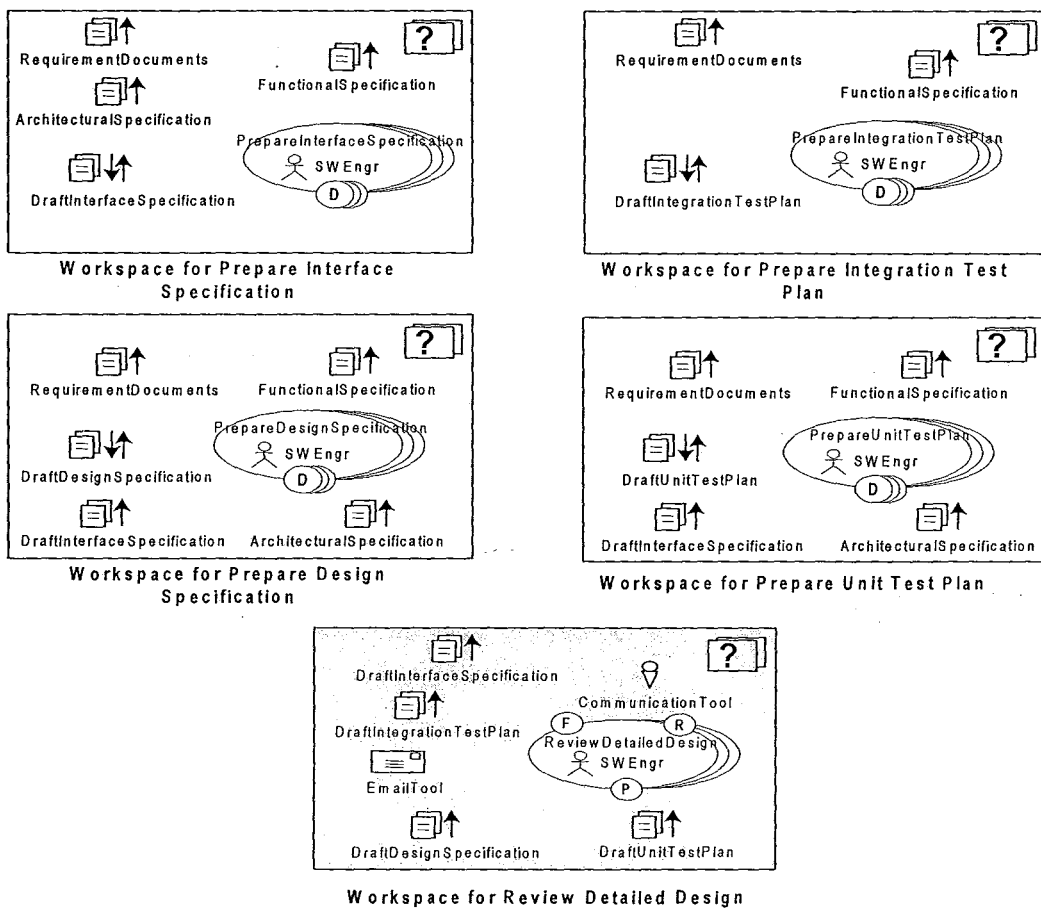 ?
RequirementDocuments
FunctionalSpecification
ArchitecturalSpecification
PrepareInterfaceSpecification
SWEngr
DraftInterfaceSpecification
D
Workspace for Prepare Interface
Specification
?
RequirementDocuments
FunctionalSpecification
PrepareIntegrationTestPlan
SWEngr
DraftIntegrationTestPlan
D
Workspace for Prepare Integration Test
Plan
?
RequirementDocuments
FunctionalSpecification
PrepareDesignSpecification
SWEngr
DraftDesignSpecification
D
DraftInterfaceSpecification
ArchitecturalSpecification
Workspace for Prepare Design
Specification
?
RequirementDocuments
FunctionalSpecification
PrepareUnitTestPlan
SWEngr
DraftUnitTestPlan
D
DraftInterfaceSpecification
ArchitecturalSpecification
Workspace for Prepare Unit Test Plan
?
DraftInterfaceSpecification
CommunicationTool
DraftIntegrationTestPlan
F
R
ReviewDetailedDesign
SWEngr
EmailTool
P
DraftDesignSpecification
DraftUnitTestPlan
Workspace for Review Detailed Design